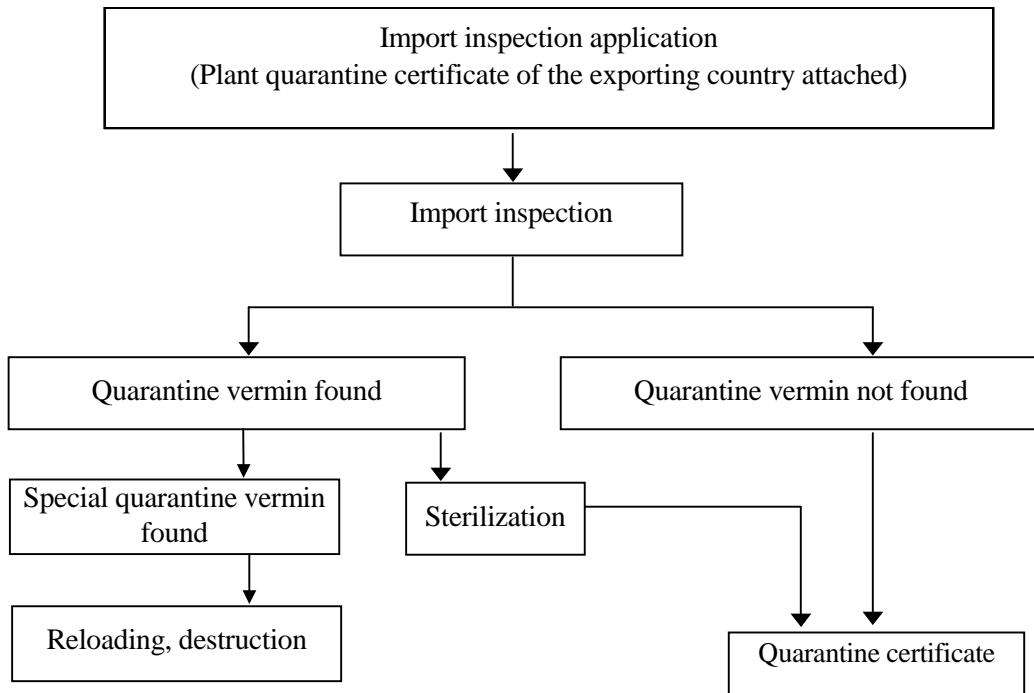 Import inspection application
(Plant quarantine certificate of the exporting country attached)
Import inspection
Quarantine vermin found
Quarantine vermin not found
Special quarantine vermin
found
Sterilization
Reloading, destruction
Quarantine certificate